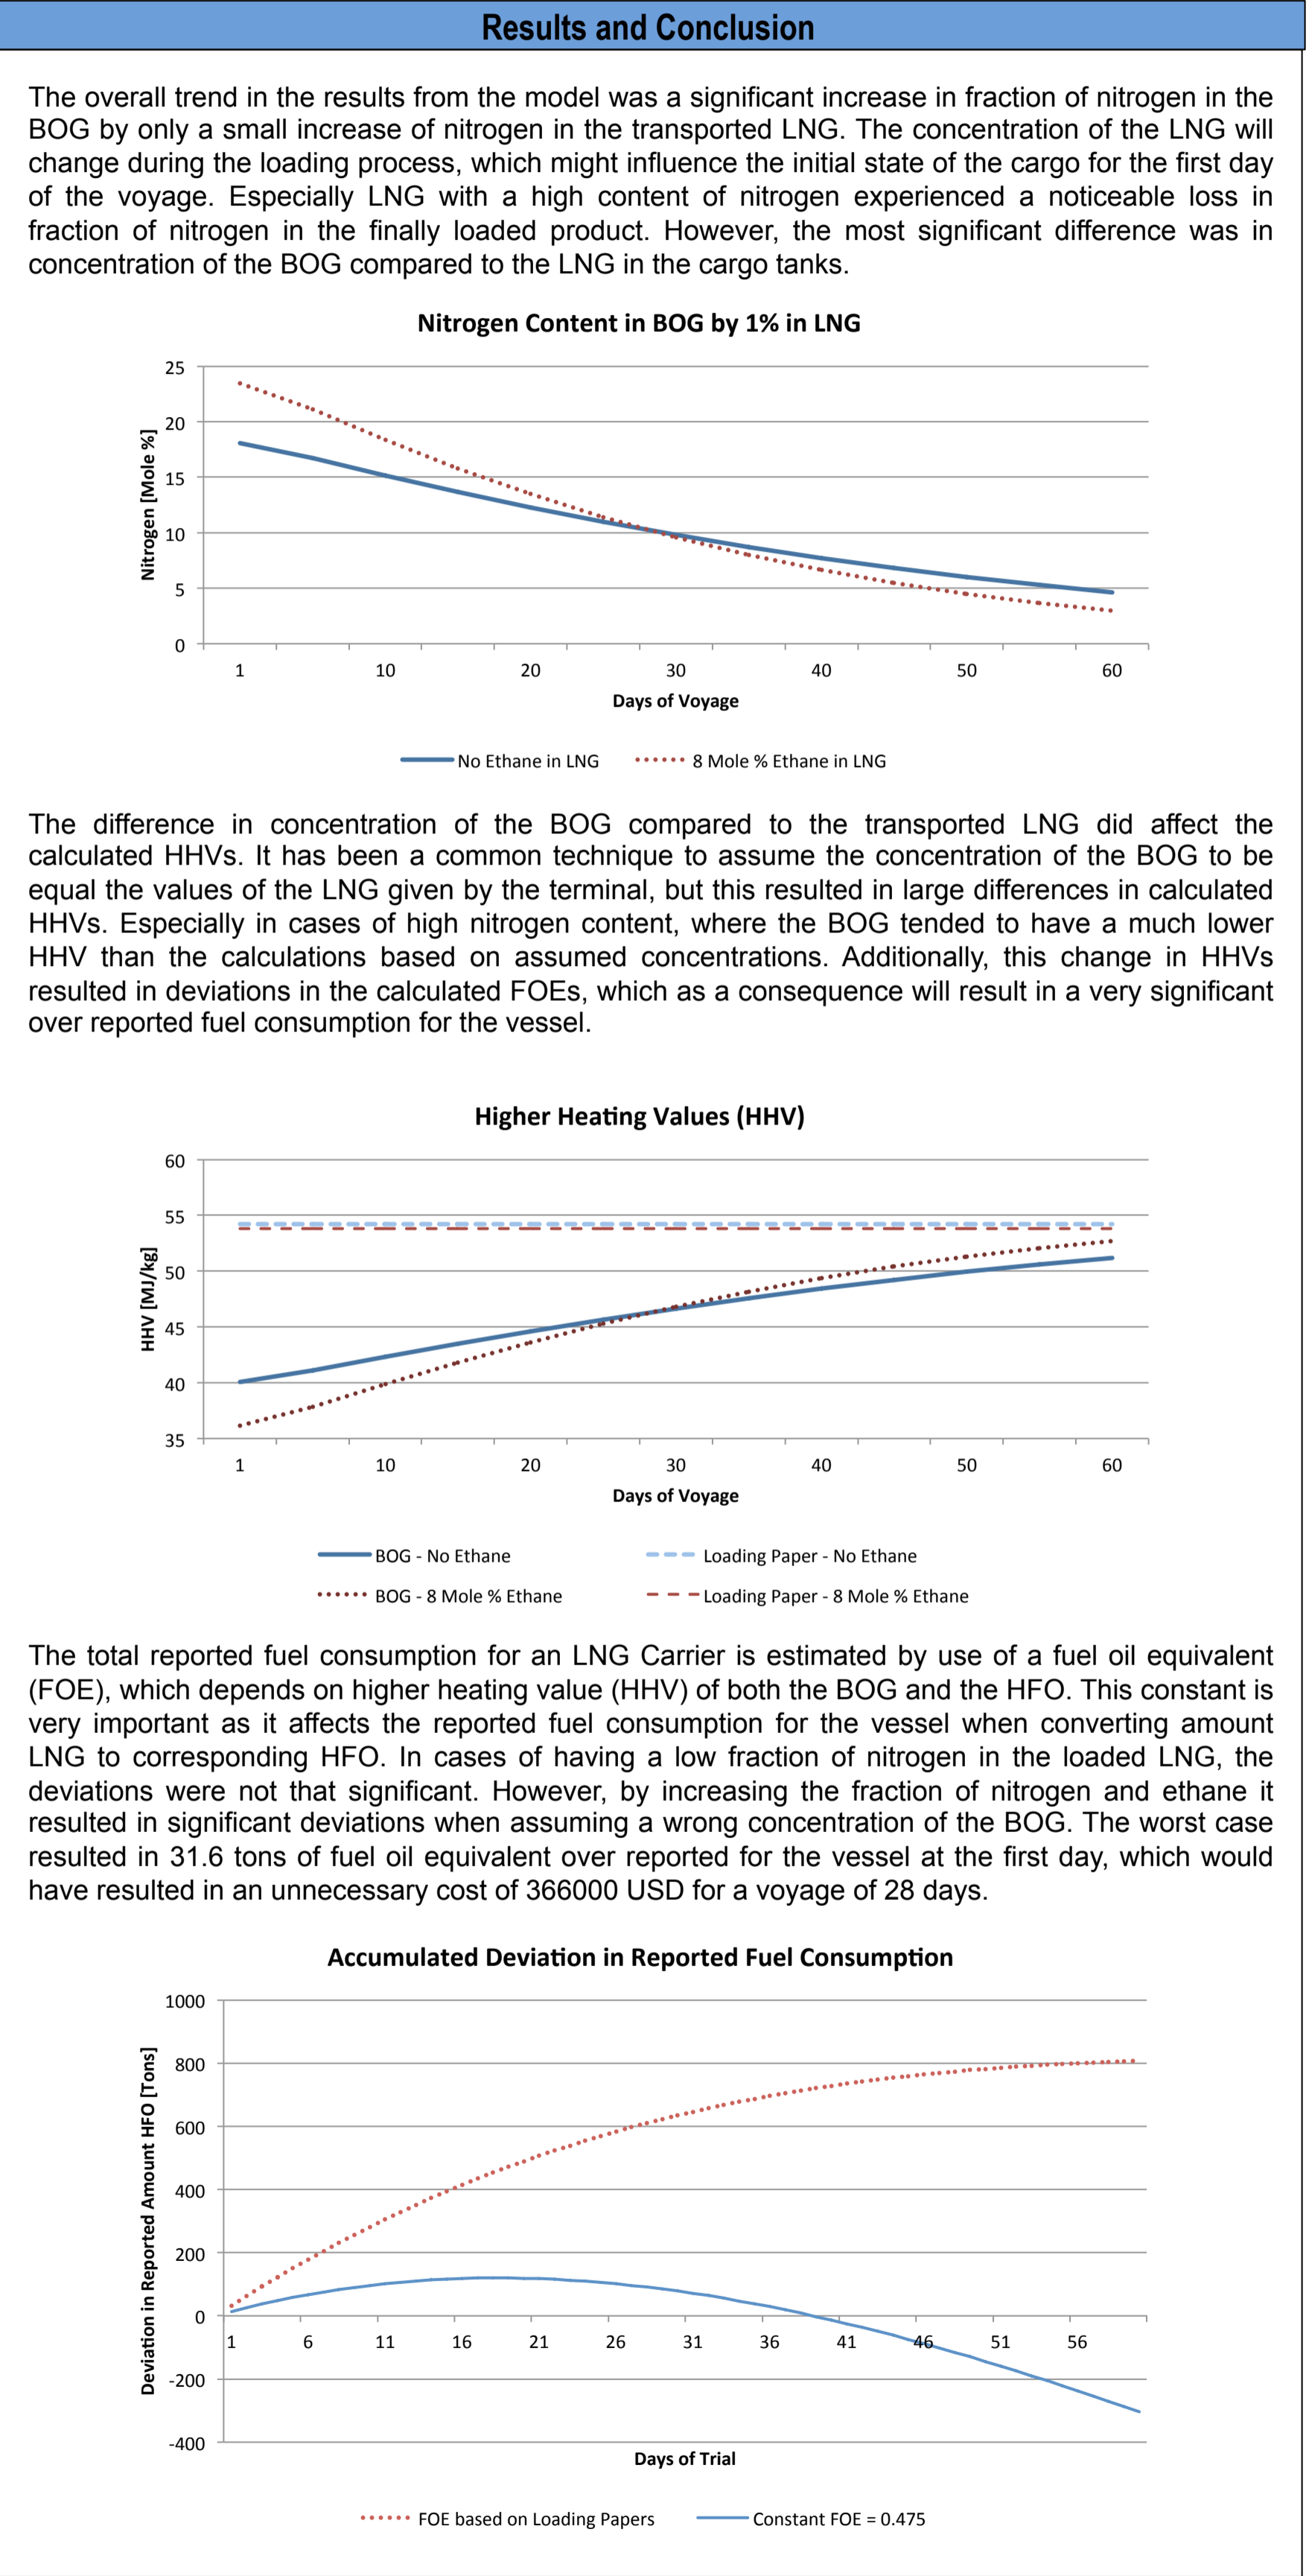 Results and Conclusion
The overall trend in the results from the model was a significant increase in fraction of nitrogen in the
BOG by only a small increase of nitrogen in the transported LNG. The concentration of the LNG will
change during the loading process, which might influence the initial state of the cargo for the first day
of the voyage. Especially LNG with a high content of nitrogen experienced a noticeable loss in
fraction of nitrogen in the finally loaded product. However, the most significant difference was in
concentration of the BOG compared to the LNG in the cargo tanks.
Nitrogen Content in BOG by 1% in LNG
Nitrogen [Mole %]
25
20
15
10
5
0
1 10 20 30 40 50 60
Days of Voyage
No Ethane in LNG 8 Mole % Ethane in LNG
The difference in concentration of the BOG compared to the transported LNG did affect the
calculated HHVs. It has been a common technique to assume the concentration of the BOG to be
equal the values of the LNG given by the terminal, but this resulted in large differences in calculated
HHVs. Especially in cases of high nitrogen content, where the BOG tended to have a much lower
HHV than the calculations based on assumed concentrations. Additionally, this change in HHVs
resulted in deviations in the calculated FOEs, which as a consequence will result in a very significant
over reported fuel consumption for the vessel.
Higher Heating Values (HHV)
HHV [MJ/kg]
60
55
50
45
40
35
1 10 20 30 40 50 60
Days of Voyage
BOG - No Ethane Loading Paper - No Ethane
BOG - 8 Mole % Ethane Loading Paper - 8 Mole % Ethane
The total reported fuel consumption for an LNG Carrier is estimated by use of a fuel oil equivalent
(FOE), which depends on higher heating value (HHV) of both the BOG and the HFO. This constant is
very important as it affects the reported fuel consumption for the vessel when converting amount
LNG to corresponding HFO. In cases of having a low fraction of nitrogen in the loaded LNG, the
deviations were not that significant. However, by increasing the fraction of nitrogen and ethane it
resulted in significant deviations when assuming a wrong concentration of the BOG. The worst case
resulted in 31.6 tons of fuel oil equivalent over reported for the vessel at the first day, which would
have resulted in an unnecessary cost of 366000 USD for a voyage of 28 days.
Accumulated Deviation in Reported Fuel Consumption
Deviation in Reported Amount HFO [Tons]
1000
800
600
400
200
0
-200
-400
1 6 11 16 21 26 31 36 41 46 51 56
Days of Trial
FOE based on Loading Papers Constant FOE = 0.475